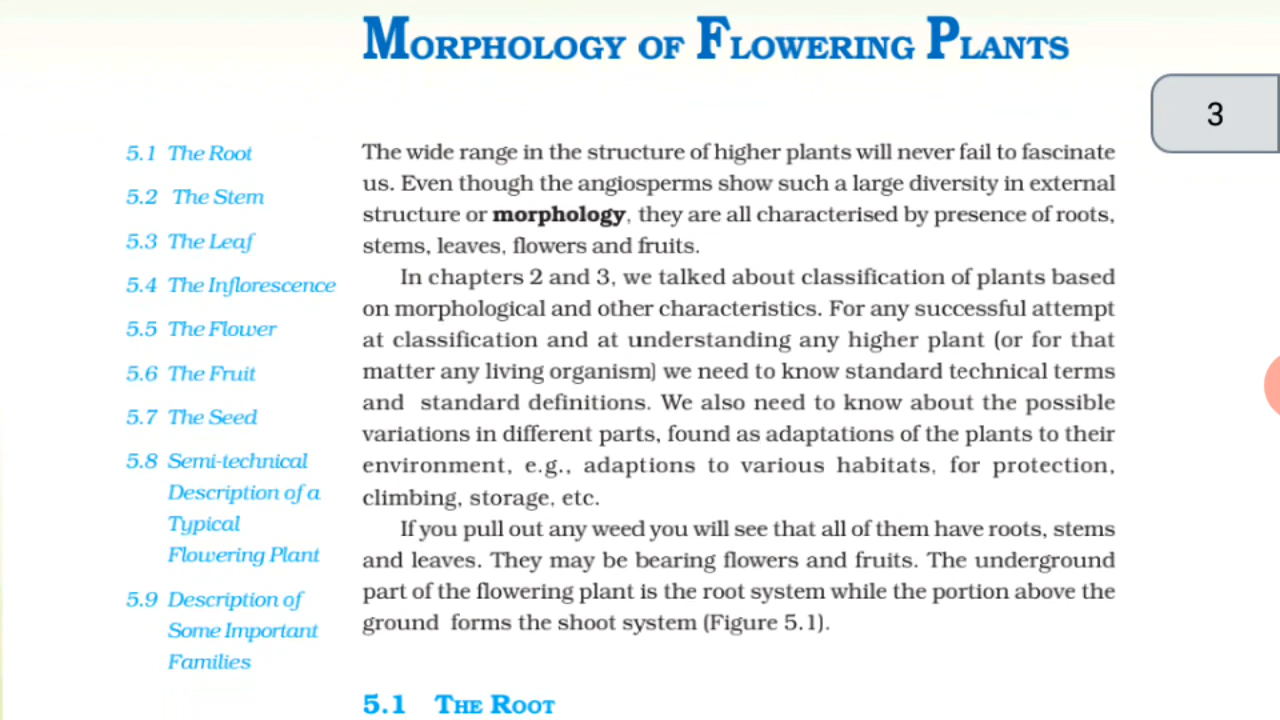 MORPHOLOGY OF FLOWERING PLANTS
3
5.1 The Root
5.2 The Stem
5.3 The Leaf
5.4 The Inflorescence
5.5 The Flower
5.6 The Fruit
5.7 The Seed
5.8 Semi-technical
Description of a
Typical
Flowering Plant
5.9 Description of
Some Important
Families
The wide range in the structure of higher plants will never fail to fascinate
us. Even though the angiosperms show such a large diversity in external
structure or morphology, they are all characterised by presence of roots,
stems, leaves, flowers and fruits.
In chapters 2 and 3, we talked about classification of plants based
on morphological and other characteristics. For any successful attempt
at classification and at understanding any higher plant (or for that
matter any living organism) we need to know standard technical terms
and standard definitions. We also need to know about the possible
variations in different parts, found as adaptations of the plants to their
environment, e.g., adaptions to various habitats, for protection,
climbing, storage, etc.
If you pull out any weed you will see that all of them have roots, stems
and leaves. They may be bearing flowers and fruits. The underground
part of the flowering plant is the root system while the portion above the
ground forms the shoot system (Figure 5.1).
5.1 THE ROOT